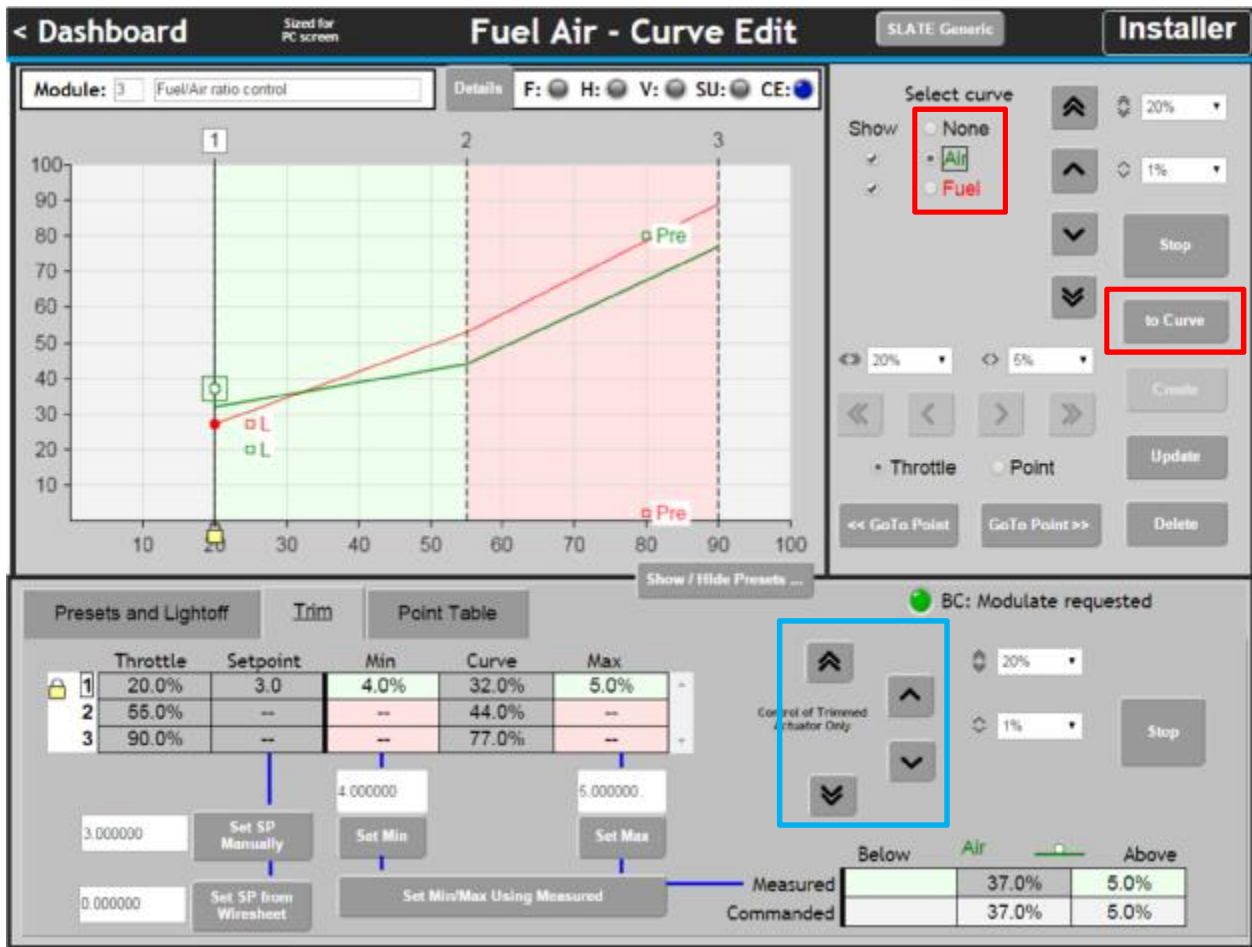 < Dashboard
Sized for
PC screen
Fuel Air - Curve Edit
SLATE Generic
Installer
Module: 3 Fuel/Air ratio control
Details
F: H: V: SU: CE:
1 2 3
100
90
80
70
60
50
40
30
20
10
Pre
L
L
Pre
10 20 30 40 50 60 70 80 90 100
Select curve
Show
None
Air
Fuel
20%
1%
Stop
to Curve
20% 5%
Create
Throttle Point
Update
<< GoTo Point GoTo Point >> Delete
Show / Hide Presets ...
Presets and Lightoff Trim Point Table
BC: Modulate requested
Throttle Setpoint Min Curve Max
1 20.0% 3.0 4.0% 32.0% 5.0%
2 55.0% -- -- 44.0% --
3 90.0% -- -- 77.0% --
4.000000 5.000000
3.000000
Set SP
Manually
Set Min Set Max
0.000000
Set SP from
Wiresheet
Set Min/Max Using Measured
Control of Trimmed
Actuator Only
20%
1%
Stop
Below Air Above
Measured 37.0% 5.0%
Commanded 37.0% 5.0%